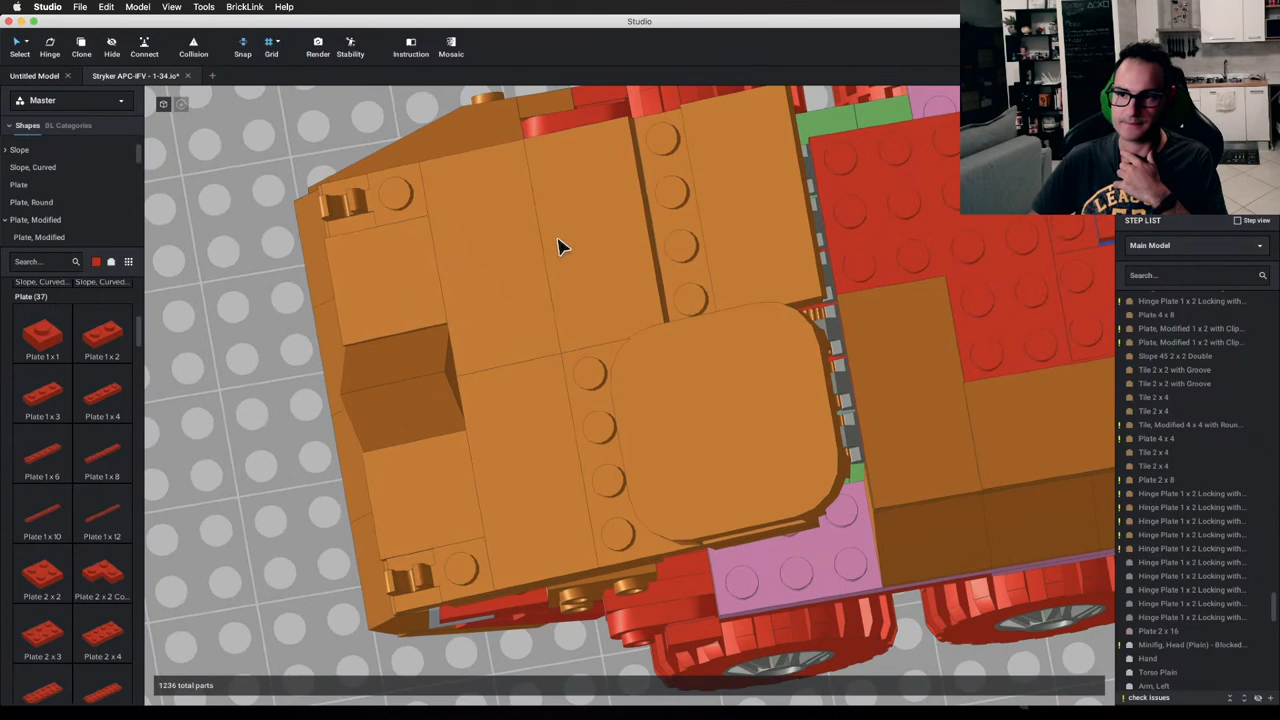 Studio File Edit Model View Tools BrickLink Help
Studio
Select Hinge Clone Hide Connect Collision Snap Grid Render Stability Instruction Mosaic
Untitled Model Stryker APC-IFV - 1-34.io*
Master
Shapes BL Categories
Slope
Slope, Curved
Plate
Plate, Round
Plate, Modified
Plate, Modified
Search...
Slope, Curved... Slope, Curved...
Plate (37)
Plate 1 x 1 Plate 1 x 2
Plate 1 x 3 Plate 1 x 4
Plate 1 x 6 Plate 1 x 8
Plate 1 x 10 Plate 1 x 12
Plate 2 x 2 Plate 2 x 2 Co...
Plate 2 x 3 Plate 2 x 4
1236 total parts
STEP LIST Step view
Main Model
Search...
Hinge Plate 1 x 2 Locking with...
Plate 4 x 8
Plate, Modified 1 x 2 with Clip...
Plate, Modified 1 x 2 with Clip...
Slope 45 2 x 2 Double
Tile 2 x 2 with Groove
Tile 2 x 2 with Groove
Tile 2 x 4
Tile 2 x 4
Tile, Modified 4 x 4 with Roun...
Plate 4 x 4
Tile 2 x 4
Tile 2 x 4
Plate 2 x 8
Hinge Plate 1 x 2 Locking with...
Hinge Plate 1 x 2 Locking with...
Hinge Plate 1 x 2 Locking with...
Hinge Plate 1 x 2 Locking with...
Hinge Plate 1 x 2 Locking with...
Hinge Plate 1 x 2 Locking with...
Hinge Plate 1 x 2 Locking with...
Hinge Plate 1 x 2 Locking with...
Hinge Plate 1 x 2 Locking with...
Hinge Plate 1 x 2 Locking with...
Plate 2 x 16
Minifig, Head (Plain) - Blocked...
Hand
Torso Plain
Arm, Left
check issues